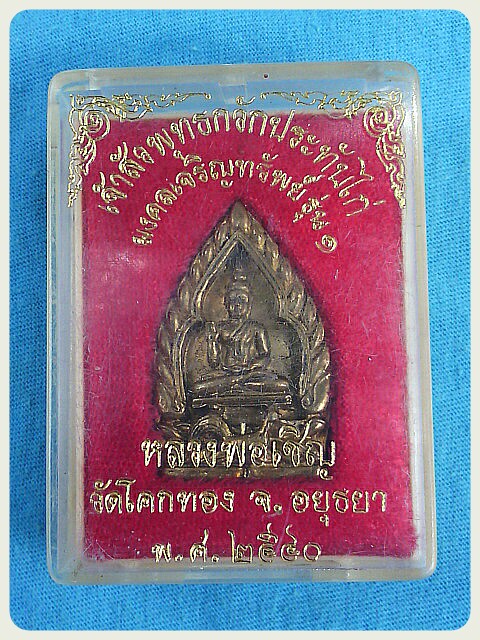 เจ้าสัวพุทธกวักประทับไก่
มงคลเจริญทรัพย์ รุ่น ๑
หลวงพ่อเชิญ
วัดโคกทอง จ. อยุธยา
พ.ศ. ๒๕๔๐